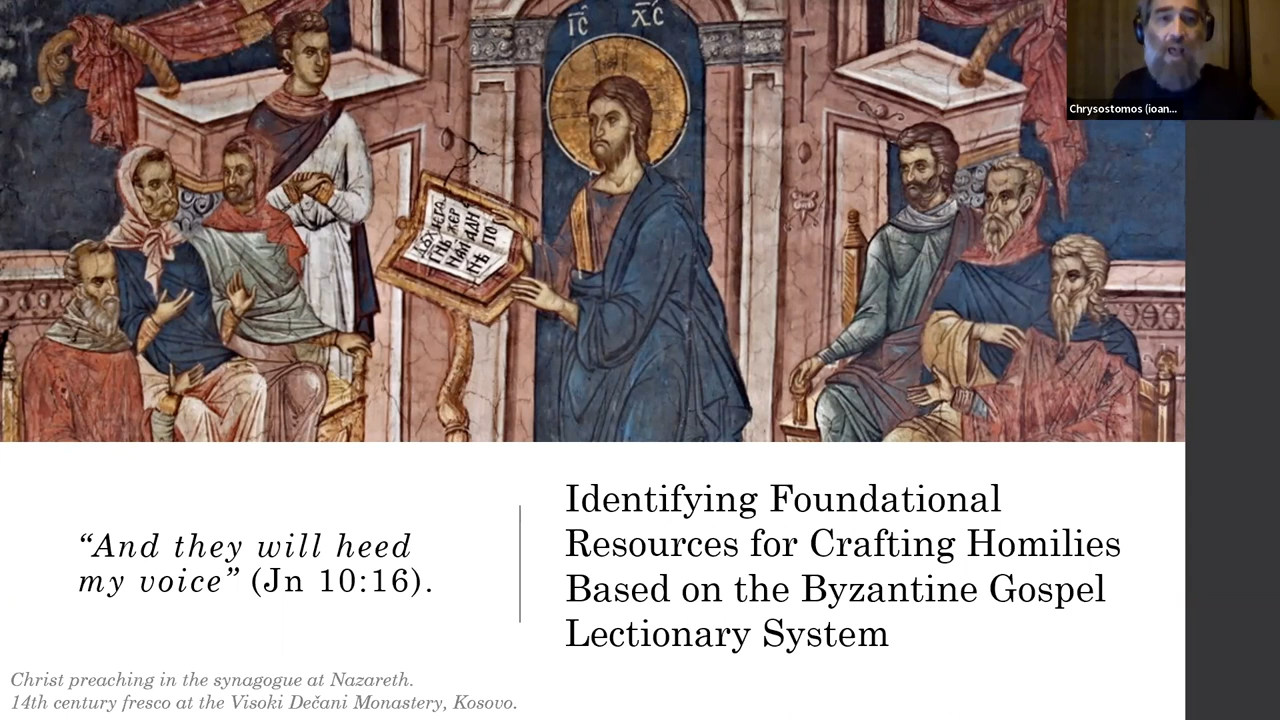 IC XC
Chrysostomos (ioan...
“And they will heed
my voice” (Jn 10:16).
Identifying Foundational
Resources for Crafting Homilies
Based on the Byzantine Gospel
Lectionary System
Christ preaching in the synagogue at Nazareth.
14th century fresco at the Visoki Dečani Monastery, Kosovo.